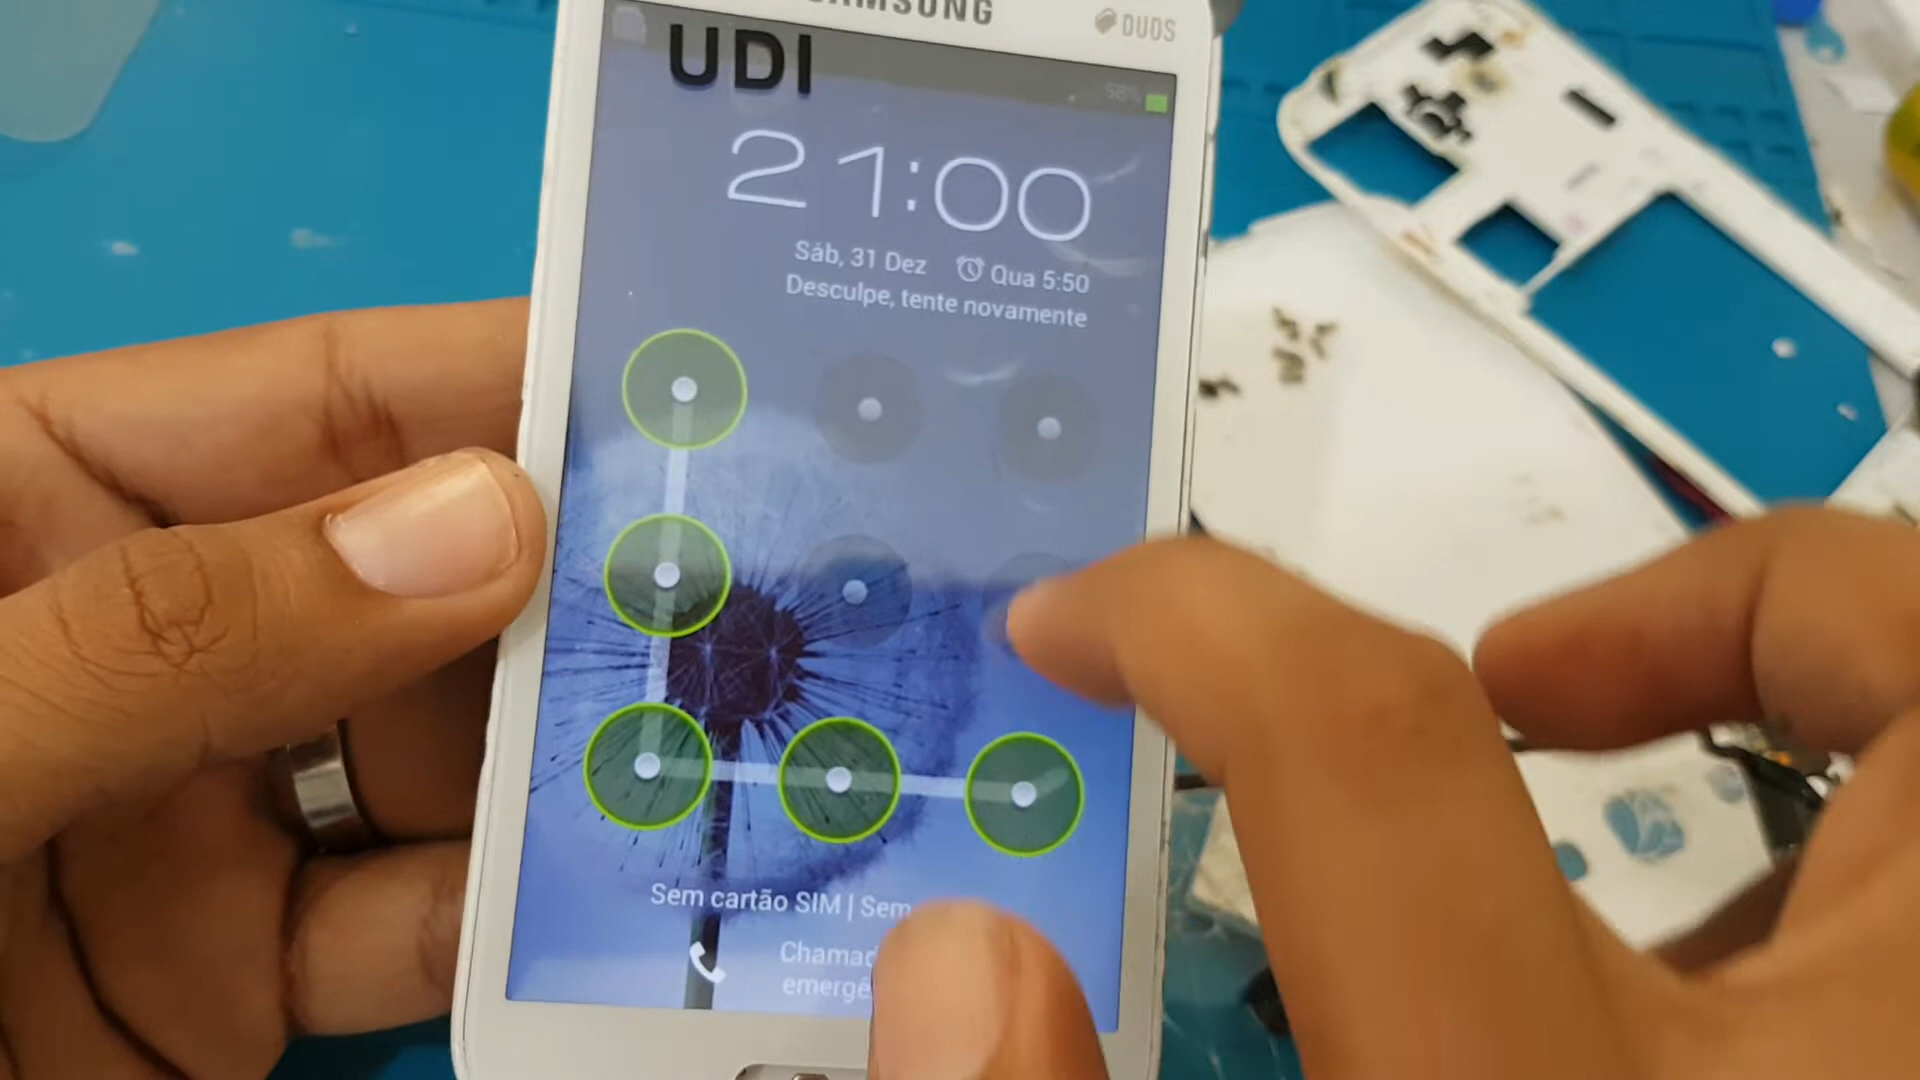 SAMSUNG
DUOS
UDI
58%
21:00
Sáb, 31 Dez Qua 5:50
Desculpe, tente novamente
Sem cartão SIM | Sem
Chamad
emergê